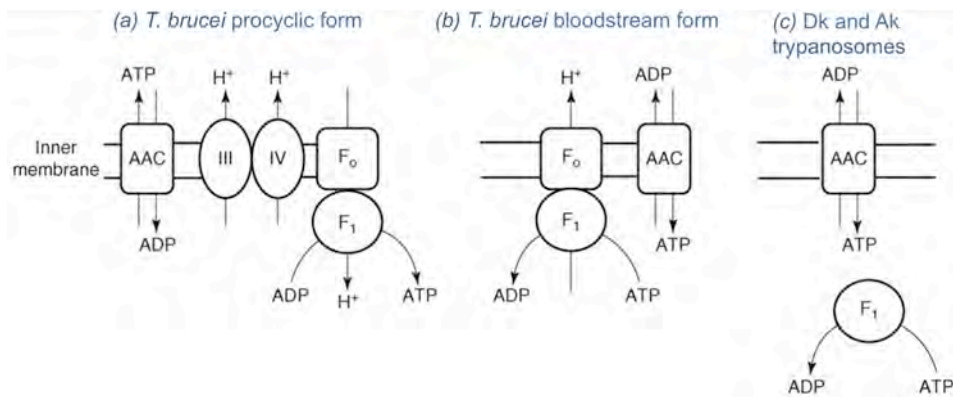 (a) T. brucei procyclic form
(b) T. brucei bloodstream form
(c) Dk and Ak
trypanosomes
ATP
H⁺
H⁺
Inner
membrane
AAC
III
IV
Fₒ
F₁
ADP
ADP
H⁺
ATP
H⁺
ADP
Fₒ
AAC
F₁
ATP
ADP
ATP
ADP
AAC
ATP
F₁
ADP
ATP